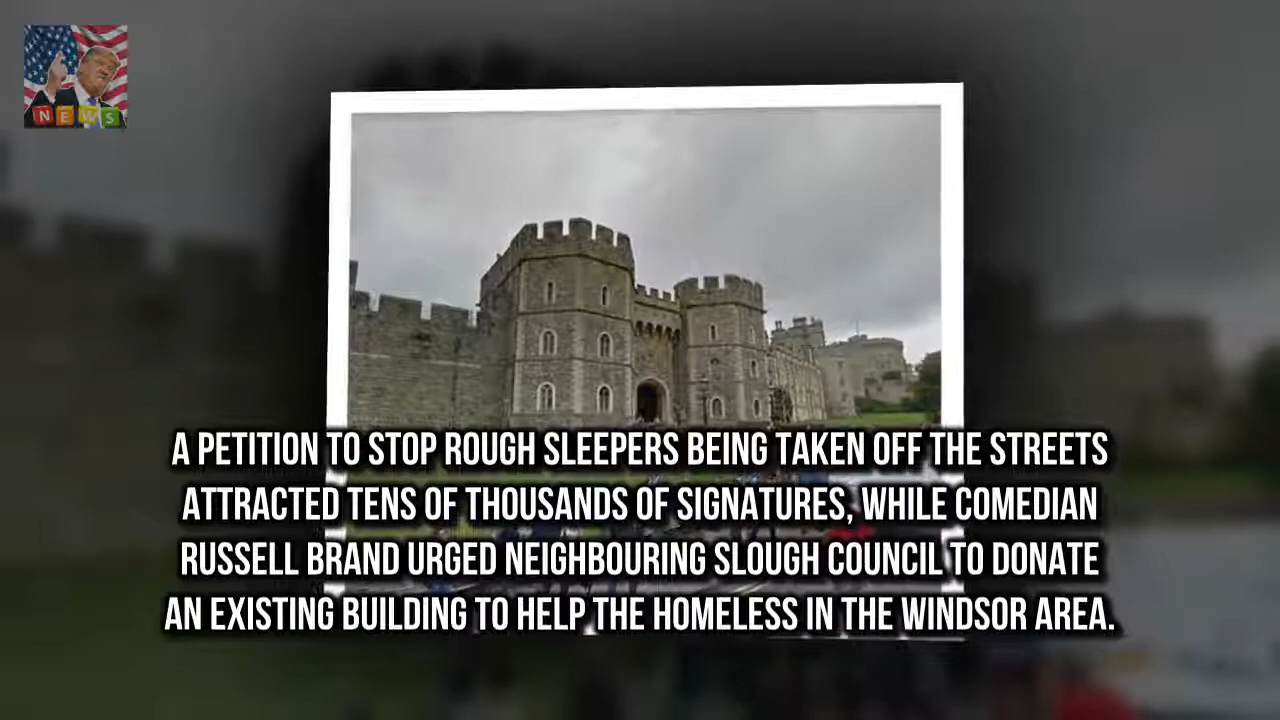 NEWS
A PETITION TO STOP ROUGH SLEEPERS BEING TAKEN OFF THE STREETS
ATTRACTED TENS OF THOUSANDS OF SIGNATURES, WHILE COMEDIAN
RUSSELL BRAND URGED NEIGHBOURING SLOUGH COUNCIL TO DONATE
AN EXISTING BUILDING TO HELP THE HOMELESS IN THE WINDSOR AREA.